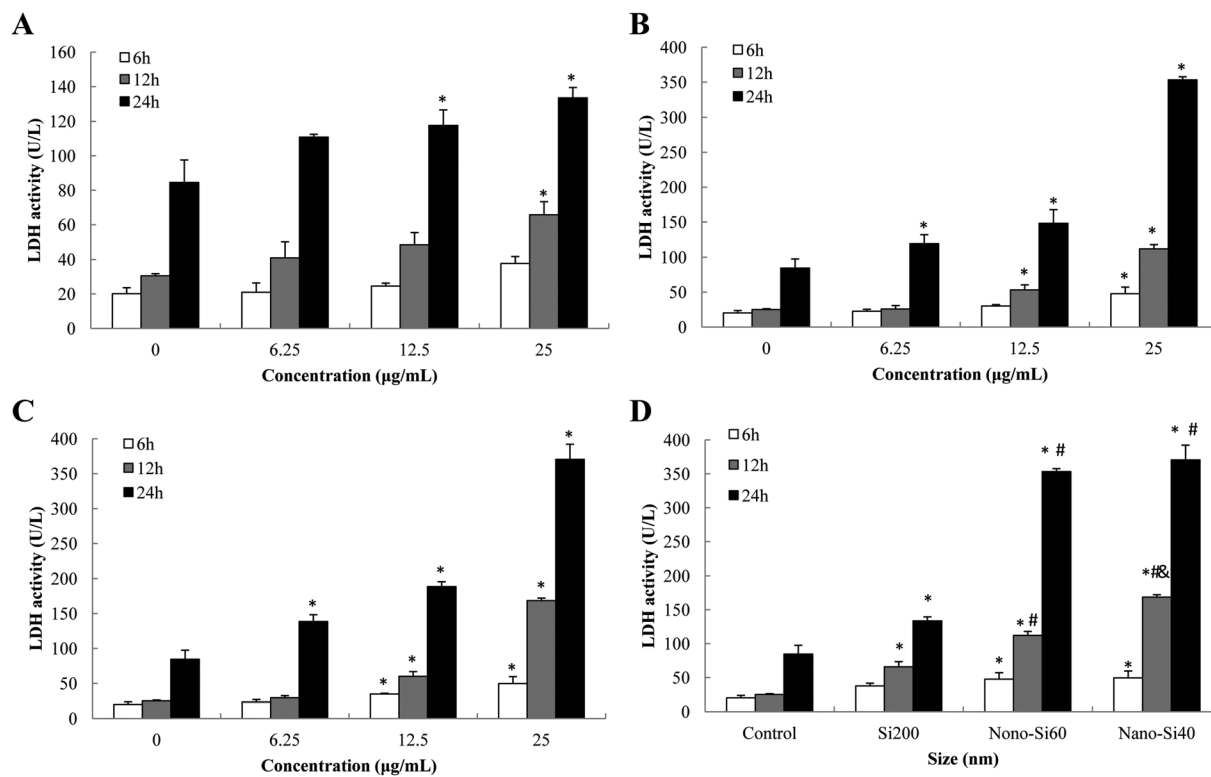 A
160
140
120
100
80
60
40
20
0
LDH activity (U/L)
6h
12h
24h
*
*
*
0 6.25 12.5 25
Concentration (μg/mL)
B
400
350
300
250
200
150
100
50
0
LDH activity (U/L)
6h
12h
24h
*
*
*
*
*
*
0 6.25 12.5 25
Concentration (μg/mL)
C
400
350
300
250
200
150
100
50
0
LDH activity (U/L)
6h
12h
24h
*
*
*
*
*
*
*
0 6.25 12.5 25
Concentration (μg/mL)
D
400
350
300
250
200
150
100
50
0
LDH activity (U/L)
6h
12h
24h
*
*
*
* #
* #
*
*#&
* #
Control Si200 Nono-Si60 Nano-Si40
Size (nm)